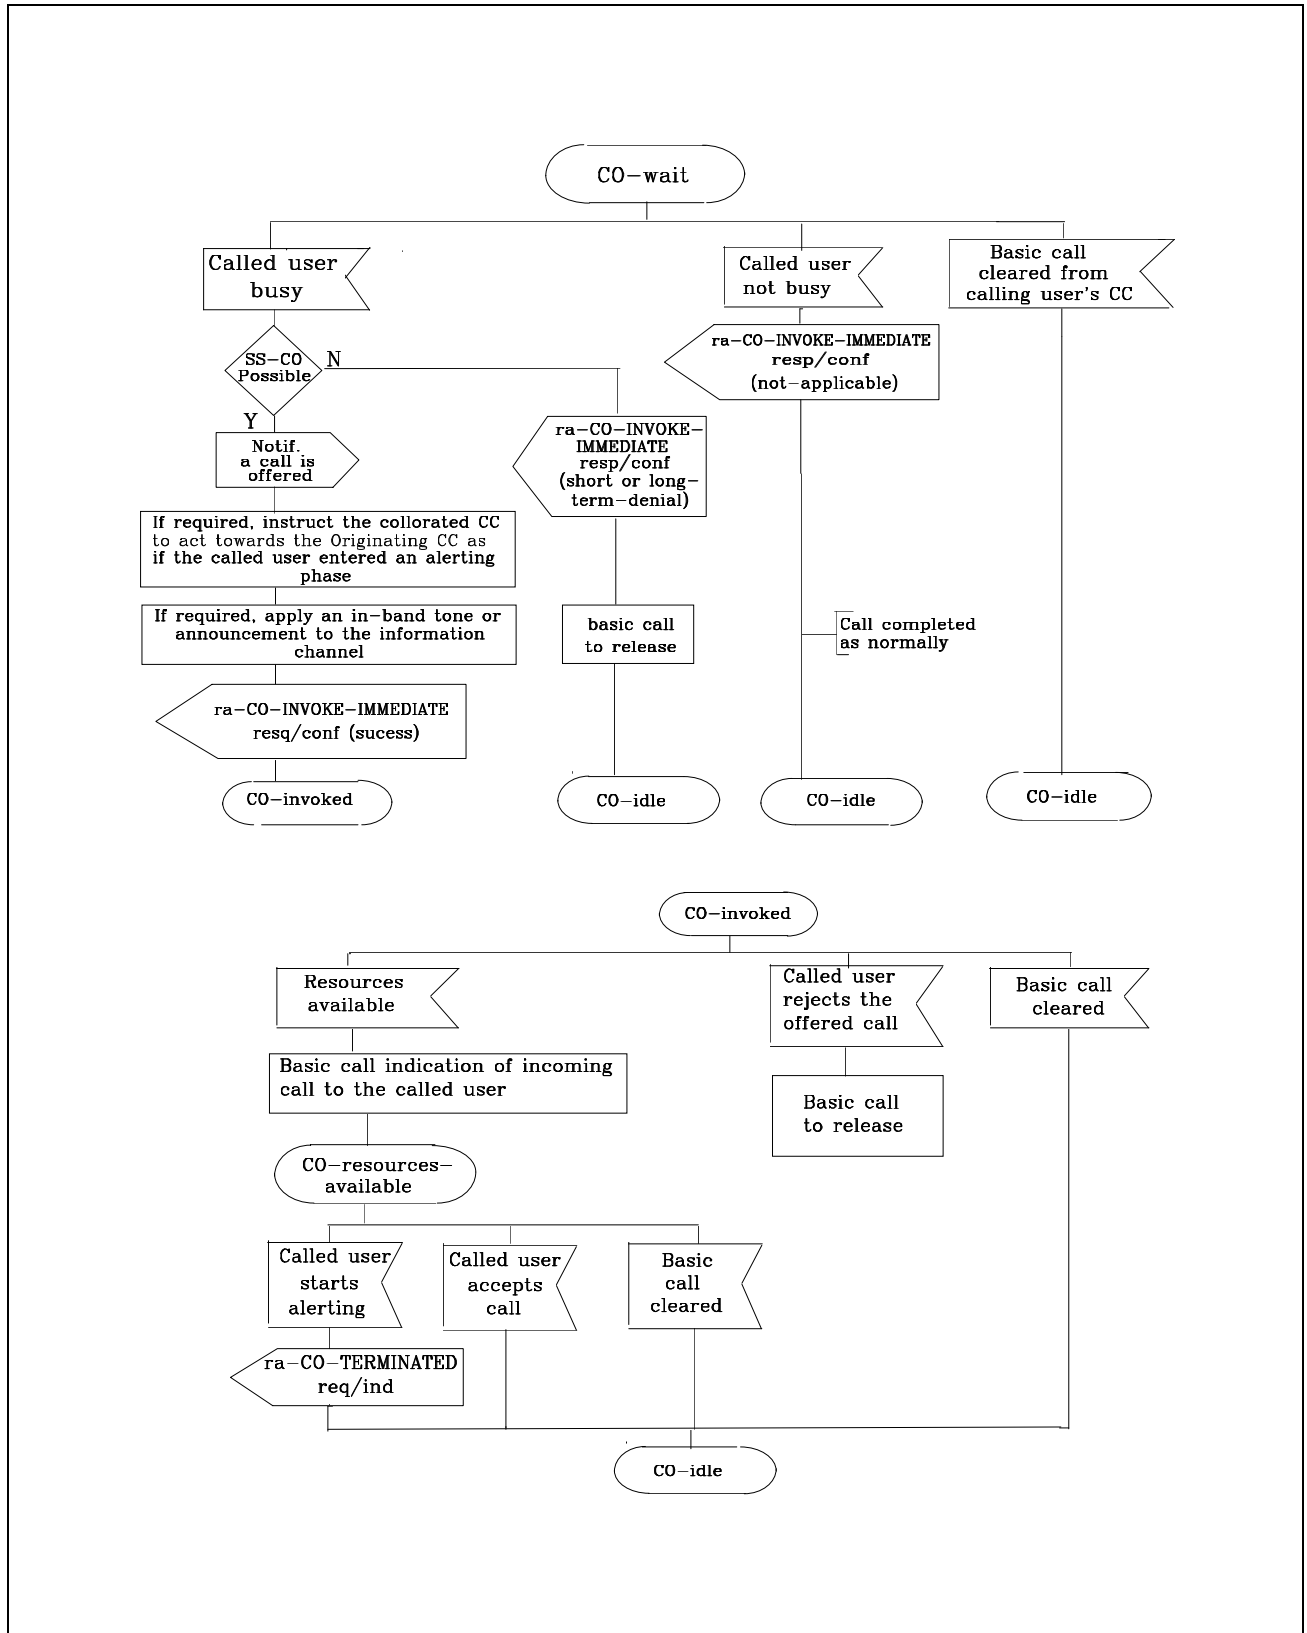 CO-wait
Called user
busy
Called user
not busy
Basic call
cleared from
calling user's CC
SS-CO
Possible
N
Y
ra-CO-INVOKE-IMMEDIATE
resp/conf
(not-applicable)
Notif.
a call is
offered
ra-CO-INVOKE-
IMMEDIATE
resp/conf
(short or long-
term-denial)
If required, instruct the collorated CC
to act towards the Originating CC as
if the called user entered an alerting
phase
If required, apply an in-band tone or
announcement to the information
channel
basic call
to release
Call completed
as normally
ra-CO-INVOKE-IMMEDIATE
resq/conf (sucess)
CO-invoked
CO-idle
CO-idle
CO-idle
CO-invoked
Resources
available
Called user
rejects the
offered call
Basic call
cleared
Basic call indication of incoming
call to the called user
Basic call
to release
CO-resources-
available
Called user
starts
alerting
Called user
accepts
call
Basic
call
cleared
ra-CO-TERMINATED
req/ind
CO-idle